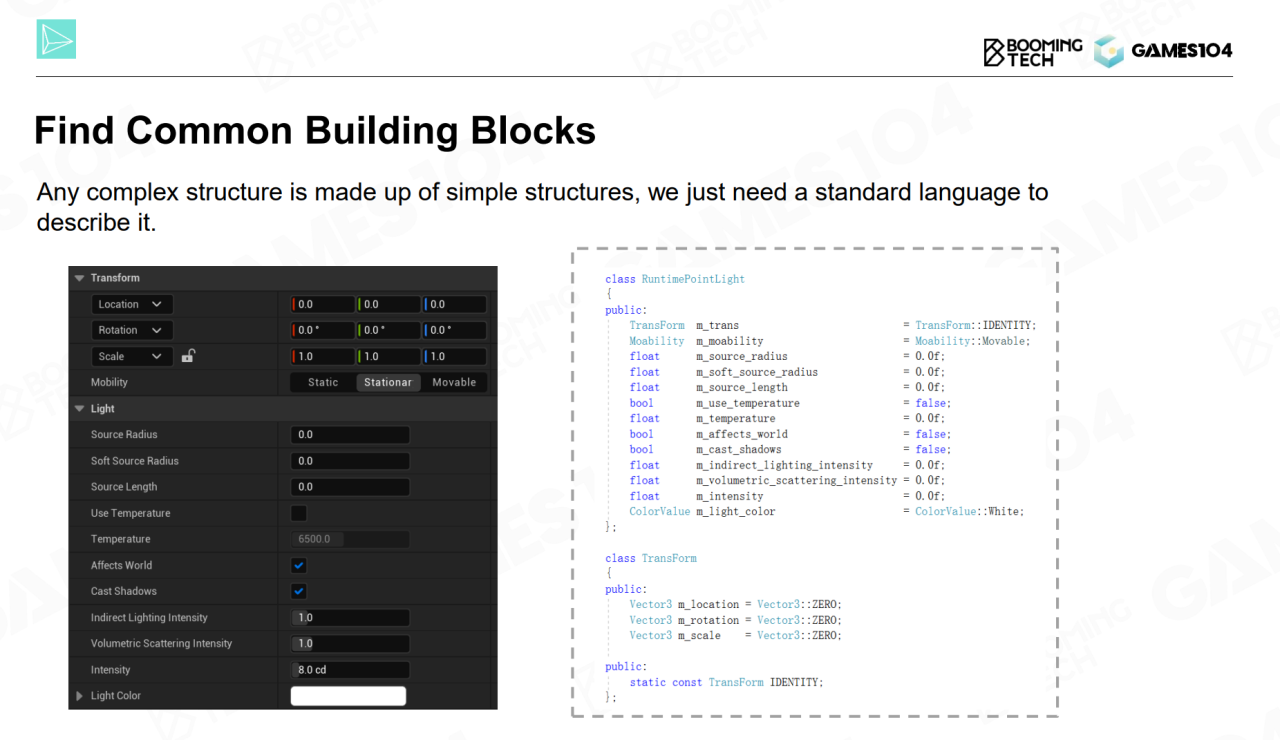 BOOMING
TECH
GAMES104
Find Common Building Blocks
Any complex structure is made up of simple structures, we just need a standard language to
describe it.
Transform
Location 0.0 0.0 0.0
Rotation 0.0 ° 0.0 ° 0.0 °
Scale 1.0 1.0 1.0
Mobility Static Stationar Movable
Light
Source Radius 0.0
Soft Source Radius 0.0
Source Length 0.0
Use Temperature
Temperature 6500.0
Affects World
Cast Shadows
Indirect Lighting Intensity 1.0
Volumetric Scattering Intensity 1.0
Intensity 8.0 cd
Light Color
class RuntimePointLight
{
public:
TransForm m_trans = TransForm::IDENTITY;
Moability m_moability = Moability::Movable;
float m_source_radius = 0.0f;
float m_soft_source_radius = 0.0f;
float m_source_length = 0.0f;
bool m_use_temperature = false;
float m_temperature = 0.0f;
bool m_affects_world = false;
bool m_cast_shadows = false;
float m_indirect_lighting_intensity = 0.0f;
float m_volumetric_scattering_intensity = 0.0f;
float m_intensity = 0.0f;
ColorValue m_light_color = ColorValue::White;
};
class TransForm
{
public:
Vector3 m_location = Vector3::ZERO;
Vector3 m_rotation = Vector3::ZERO;
Vector3 m_scale = Vector3::ZERO;
public:
static const TransForm IDENTITY;
};